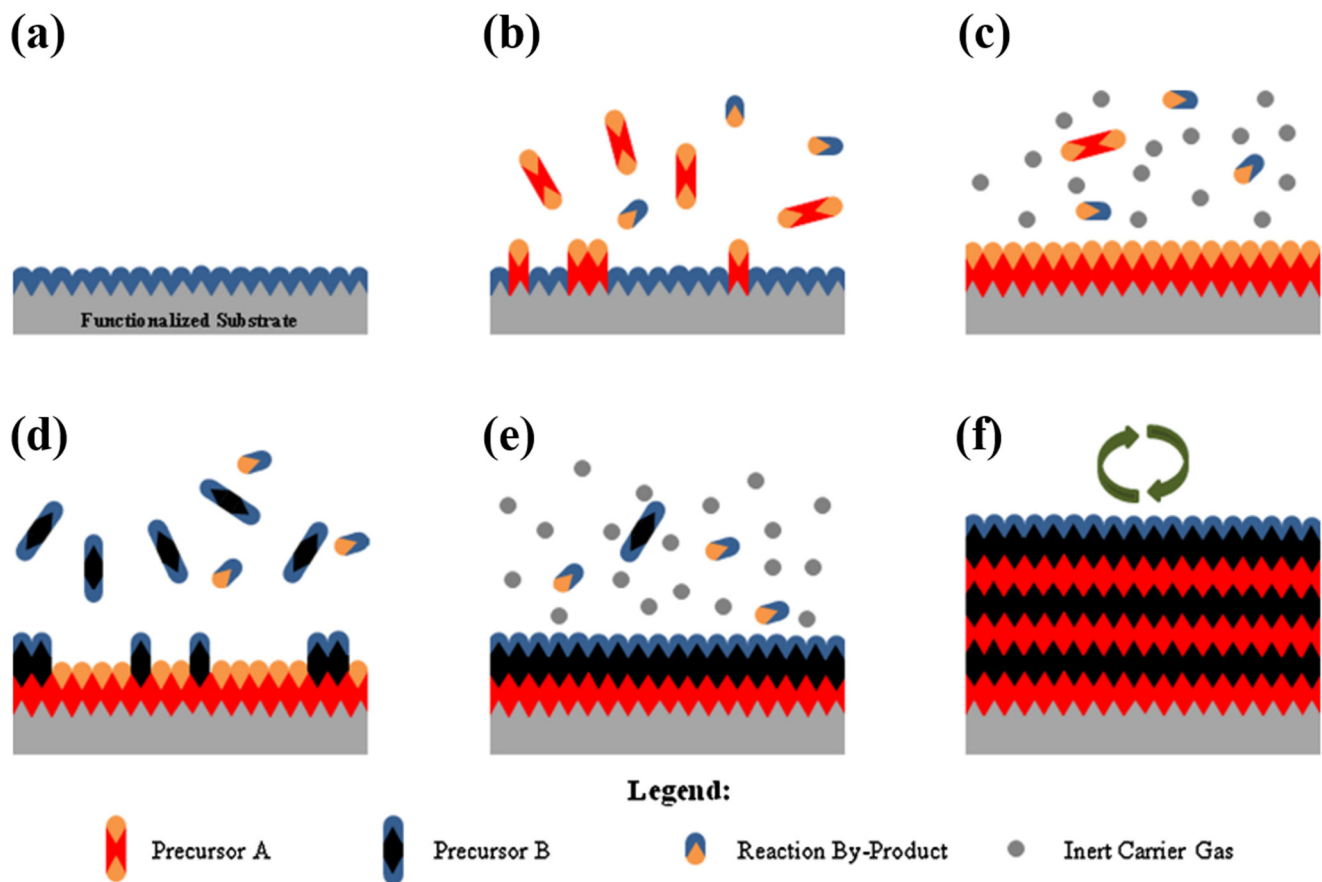 (a)
(b)
(c)
Functionalized Substrate
(d)
(e)
(f)
Legend:
Precursor A
Precursor B
Reaction By-Product
Inert Carrier Gas